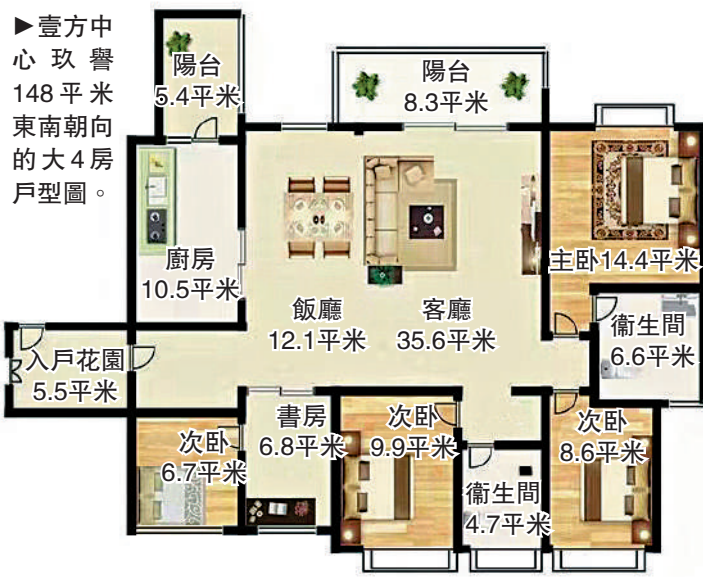 ▶壹方中
心玖譽
148平米
東南朝向
的大4房
戶型圖。
陽台
5.4平米
陽台
8.3平米
廚房
10.5平米
主卧14.4平米
飯廳
12.1平米
客廳
35.6平米
衞生間
6.6平米
入戶花園
5.5平米
次卧
6.7平米
書房
6.8平米
次卧
9.9平米
衞生間
4.7平米
次卧
8.6平米